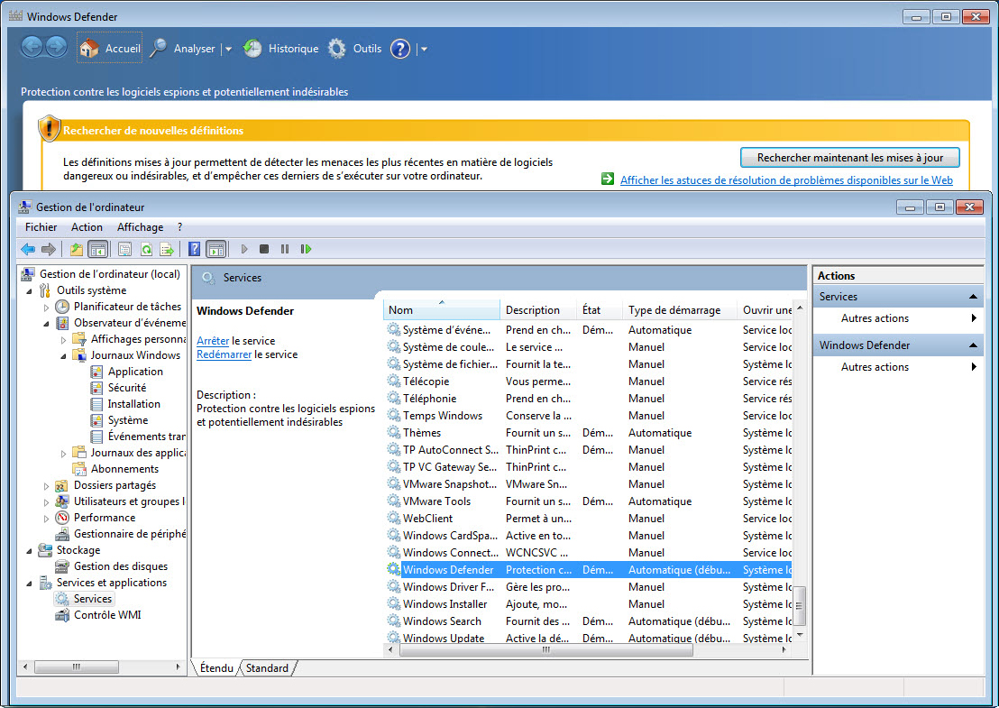 Windows Defender
Accueil Analyser Historique Outils ?
Protection contre les logiciels espions et potentiellement indésirables
Rechercher de nouvelles définitions
Les définitions mises à jour permettent de détecter les menaces les plus récentes en matière de logiciels
dangereux ou indésirables, et d'empêcher ces derniers de s'exécuter sur votre ordinateur.
Rechercher maintenant les mises à jour
Afficher les astuces de résolution de problèmes disponibles sur le Web
Gestion de l'ordinateur
Fichier Action Affichage ?
Gestion de l'ordinateur (local)
Outils système
Planificateur de tâches
Observateur d'événeme
Affichages personna
Journaux Windows
Application
Sécurité
Installation
Système
Événements tran
Journaux des applica
Abonnements
Dossiers partagés
Utilisateurs et groupes l
Performance
Gestionnaire de périphé
Stockage
Gestion des disques
Services et applications
Services
Contrôle WMI
Services
Windows Defender
Arrêter le service
Redémarrer le service
Description :
Protection contre les logiciels espions
et potentiellement indésirables
Nom Description État Type de démarrage Ouvrir une
Système d'événe... Prend en ch... Dém... Automatique Service loc
Système de coule... Le service ... Manuel Service loc
Système de fichier... Fournit la te... Manuel Système lo
Télécopie Vous perme... Manuel Service rés
Téléphonie Prend en ch... Manuel Service rés
Temps Windows Conserve la ... Manuel Service loc
Thèmes Fournit un s... Dém... Automatique Système lo
TP AutoConnect S... ThinPrint c... Dém... Manuel Système lo
TP VC Gateway Se... ThinPrint c... Manuel Système lo
VMware Snapshot... VMware Sn... Manuel Système lo
VMware Tools Fournit un s... Dém... Automatique Système lo
WebClient Permet à un... Manuel Service loc
Windows CardSpa... Active en to... Manuel Système lo
Windows Connect... WCNCSVC ... Manuel Service loc
Windows Defender Protection c... Dém... Automatique (débu... Système lo
Windows Driver F... Gère les pro... Manuel Système lo
Windows Installer Ajoute, mo... Manuel Système lo
Windows Search Fournit des ... Dém... Automatique (débu... Système lo
Windows Update Active la dé... Dém... Automatique (débu... Système lo
Étendu Standard
Actions
Services
Autres actions
Windows Defender
Autres actions